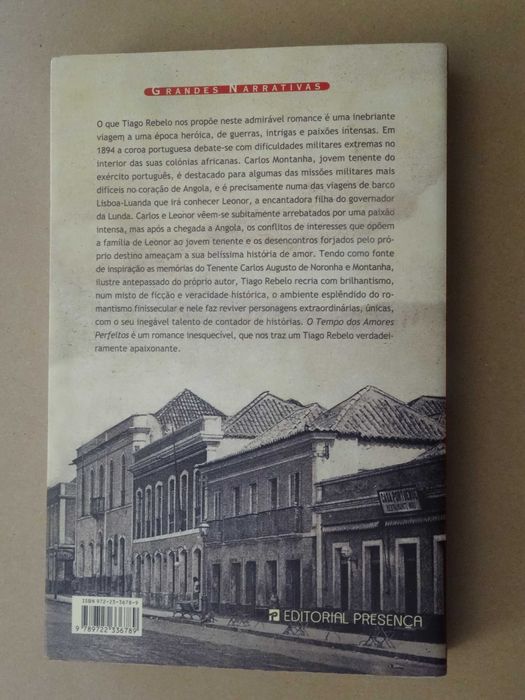 GRANDES NARRATIVAS
O que Tiago Rebelo nos propõe neste admirável romance é uma inebriante
viagem a uma época heróica, de guerras, intrigas e paixões intensas. Em
1894 a coroa portuguesa debate-se com dificuldades militares extremas no
interior das suas colónias africanas. Carlos Montanha, jovem tenente do
exército português, é destacado para algumas das missões militares mais
difíceis no coração de Angola, e é precisamente numa das viagens de barco
Lisboa-Luanda que irá conhecer Leonor, a encantadora filha do governador
da Lunda. Carlos e Leonor vêem-se subitamente arrebatados por uma paixão
intensa, mas após a chegada a Angola, os conflitos de interesses que opõem
a família de Leonor ao jovem tenente e os desencontros forjados pelo pró-
prio destino ameaçam a sua belíssima história de amor. Tendo como fonte
de inspiração as memórias do Tenente Carlos Augusto de Noronha e Montanha,
ilustre antepassado do próprio autor, Tiago Rebelo recria com brilhantismo,
num misto de ficção e veracidade histórica, o ambiente esplêndido do ro-
mantismo finissecular e nele faz reviver personagens extraordinárias, únicas,
com o seu inegável talento de contador de histórias. O Tempo dos Amores
Perfeitos é um romance inesquecível, que nos traz um Tiago Rebelo verdadei-
ramente apaixonante.
ISBN 972-23-3678-9
9 789722 336789
EDITORIAL PRESENÇA